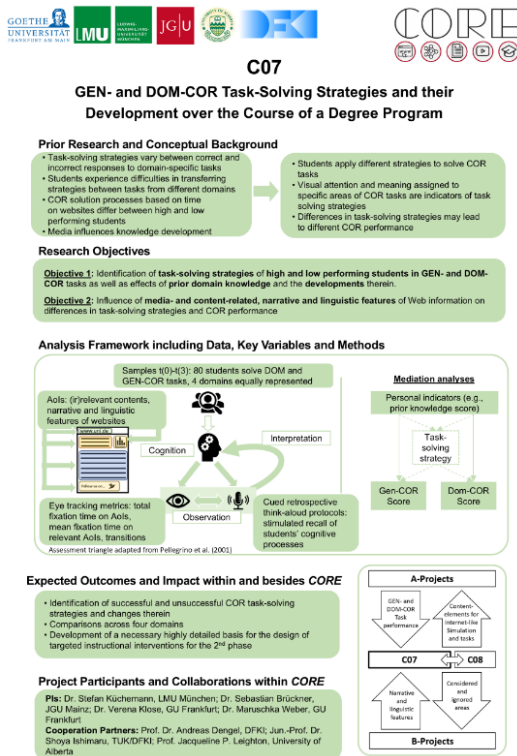 GOETHE
UNIVERSITÄT
FRANKFURT AM MAIN
LMU
LUDWIG-
MAXIMILIANS-
UNIVERSITÄT
MÜNCHEN
JG|U
DFKI
CORE
C07
GEN- and DOM-COR Task-Solving Strategies and their
Development over the Course of a Degree Program
Prior Research and Conceptual Background
• Task-solving strategies vary between correct and
incorrect responses to domain-specific tasks
• Students experience difficulties in transferring
strategies between tasks from different domains
• COR solution processes based on time
on websites differ between high and low
performing students
• Media influences knowledge development
• Students apply different strategies to solve COR
tasks
• Visual attention and meaning assigned to
specific areas of COR tasks are indicators of task
solving strategies
• Differences in task-solving strategies may lead
to different COR performance
Research Objectives
Objective 1: Identification of task-solving strategies of high and low performing students in GEN- and DOM-
COR tasks as well as effects of prior domain knowledge and the developments therein.
Objective 2: Influence of media- and content-related, narrative and linguistic features of Web information on
differences in task-solving strategies and COR performance
Analysis Framework including Data, Key Variables and Methods
Samples t(0)-t(3): 80 students solve DOM and
GEN-COR tasks, 4 domains equally represented
AoIs: (ir)relevant contents,
narrative and linguistic
features of websites
Cognition
Interpretation
Observation
Eye tracking metrics: total
fixation time on AoIs,
mean fixation time on
relevant AoIs, transitions
Cued retrospective
think-aloud protocols:
stimulated recall of
students' cognitive
processes
Assessment triangle adapted from Pellegrino et al. (2001)
Mediation analyses
Personal indicators (e.g.,
prior knowledge score)
Task-
solving
strategy
Gen-COR
Score
Dom-COR
Score
Expected Outcomes and Impact within and besides CORE
• Identification of successful and unsuccessful COR task-solving
strategies and changes therein
• Comparisons across four domains
• Development of a necessary highly detailed basis for the design of
targeted instructional interventions for the 2nd phase
Project Participants and Collaborations within CORE
PIs: Dr. Stefan Küchemann, LMU München; Dr. Sebastian Brückner,
JGU Mainz; Dr. Verena Klose, GU Frankfurt; Dr. Maruschka Weber, GU
Frankfurt
Cooperation Partners: Prof. Dr. Andreas Dengel, DFKI; Jun.-Prof. Dr.
Shoya Ishimaru, TUK/DFKI; Prof. Jacqueline P. Leighton, University of
Alberta
A-Projects
GEN- and
DOM-COR
Task
performance
Content-
elements for
Internet-like
Simulation
and tasks
C07
C08
Narrative
and
linguistic
features
Considered
and
ignored
areas
B-Projects